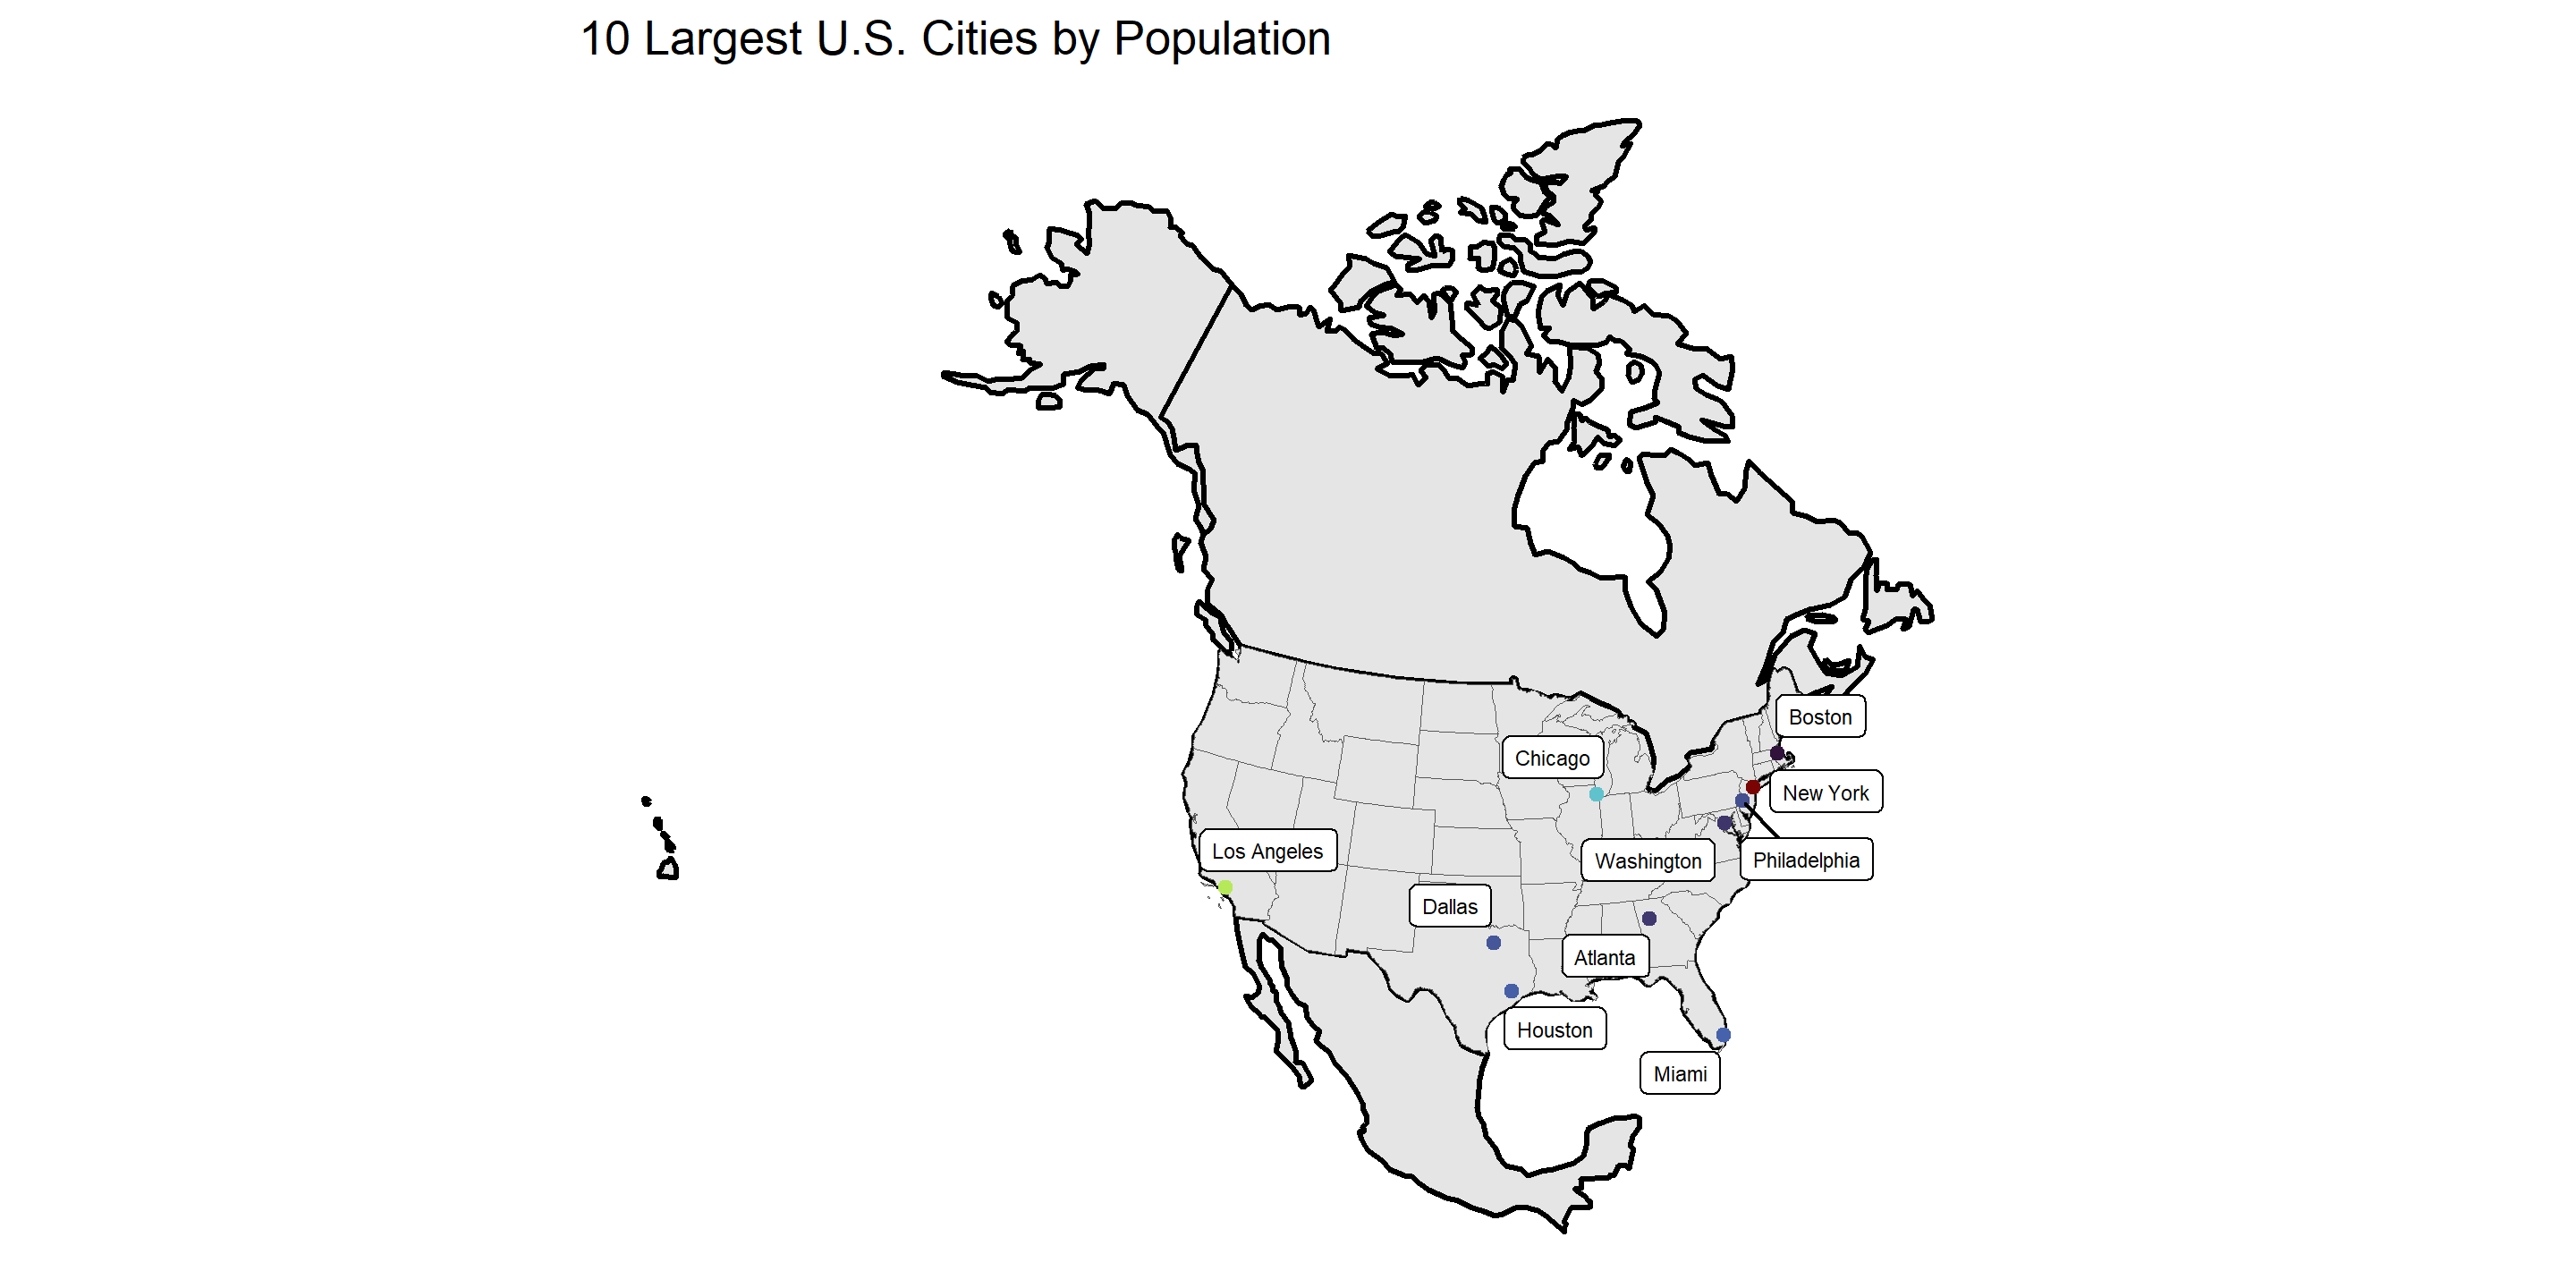 10 Largest U.S. Cities by Population
Boston
Chicago
New York
Los Angeles
Washington
Philadelphia
Dallas
Atlanta
Houston
Miami